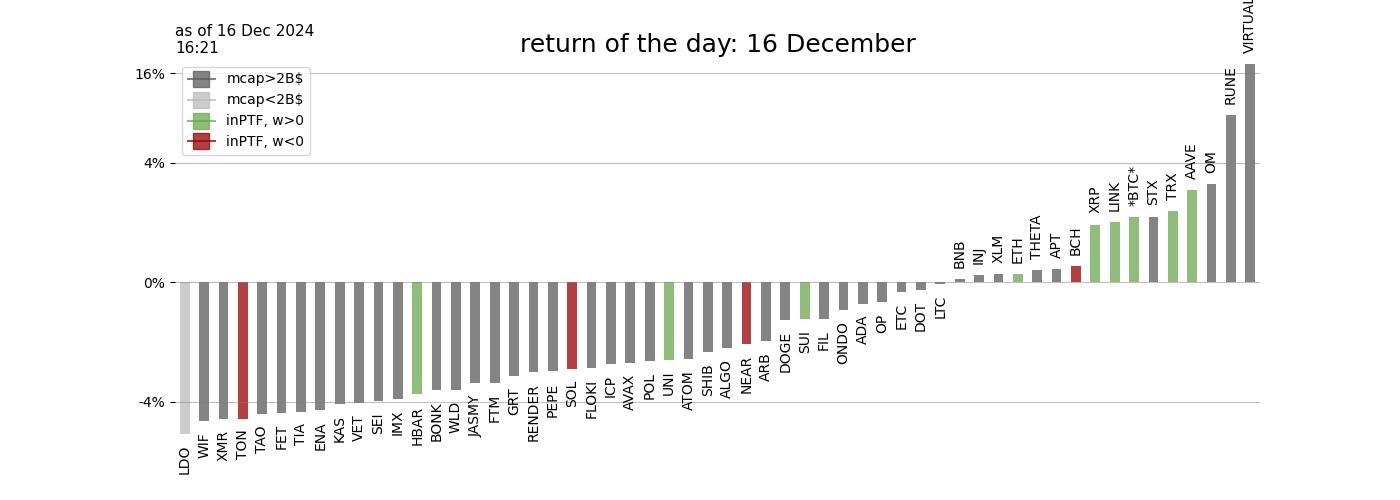 as of 16 Dec 2024
16:21
return of the day: 16 December
16%
4%
0%
-4%
mcap>2B$
mcap<2B$
inPTF, w>0
inPTF, w<0
LDO
WIF
XMR
TON
TAO
FET
TIA
ENA
KAS
VET
SEI
IMX
HBAR
BONK
WLD
JASMY
FTM
GRT
RENDER
PEPE
SOL
FLOKI
ICP
AVAX
POL
UNI
ATOM
SHIB
ALGO
NEAR
ARB
DOGE
SUI
FIL
ONDO
ADA
OP
ETC
DOT
LTC
BNB
INJ
XLM
ETH
THETA
APT
BCH
XRP
LINK
*BTC*
STX
TRX
AAVE
OM
RUNE
VIRTUAL